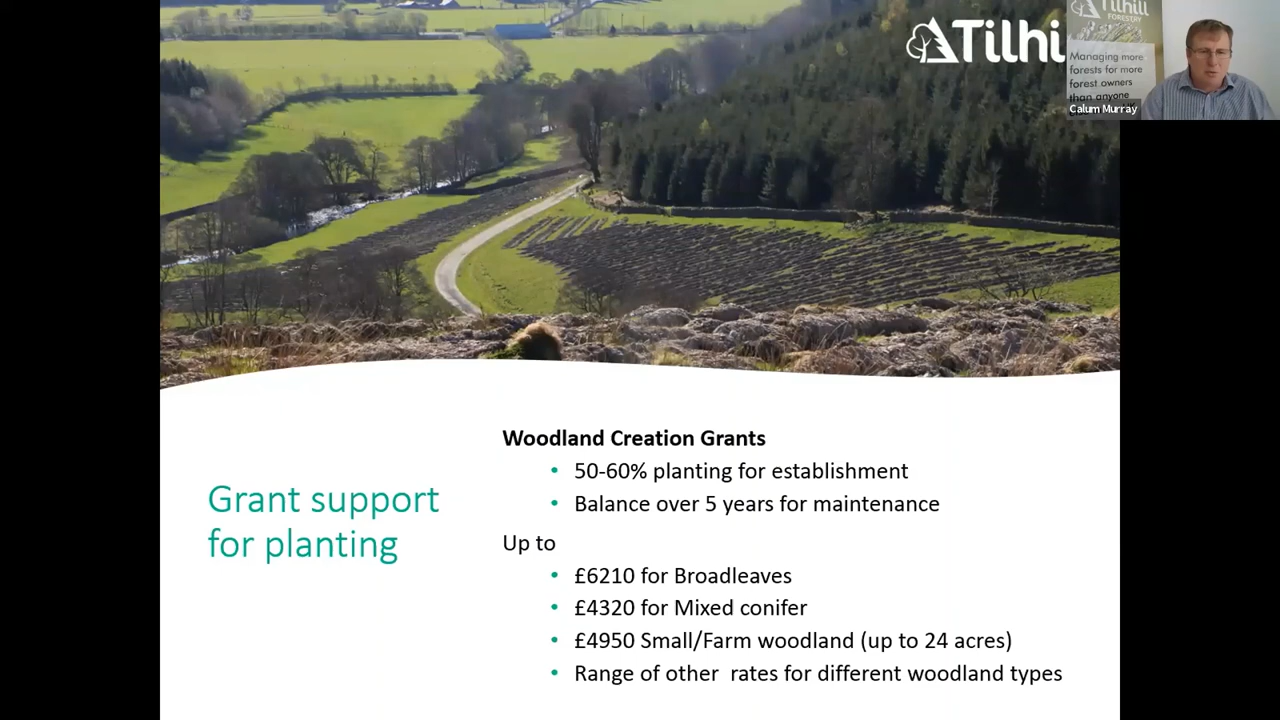 Tilhi
Tilhill
FORESTRY
Managing more
forests for more
forest owners
than anyone
Calum Murray
Woodland Creation Grants
• 50-60% planting for establishment
• Balance over 5 years for maintenance
Grant support
for planting
Up to
• £6210 for Broadleaves
• £4320 for Mixed conifer
• £4950 Small/Farm woodland (up to 24 acres)
• Range of other  rates for different woodland types